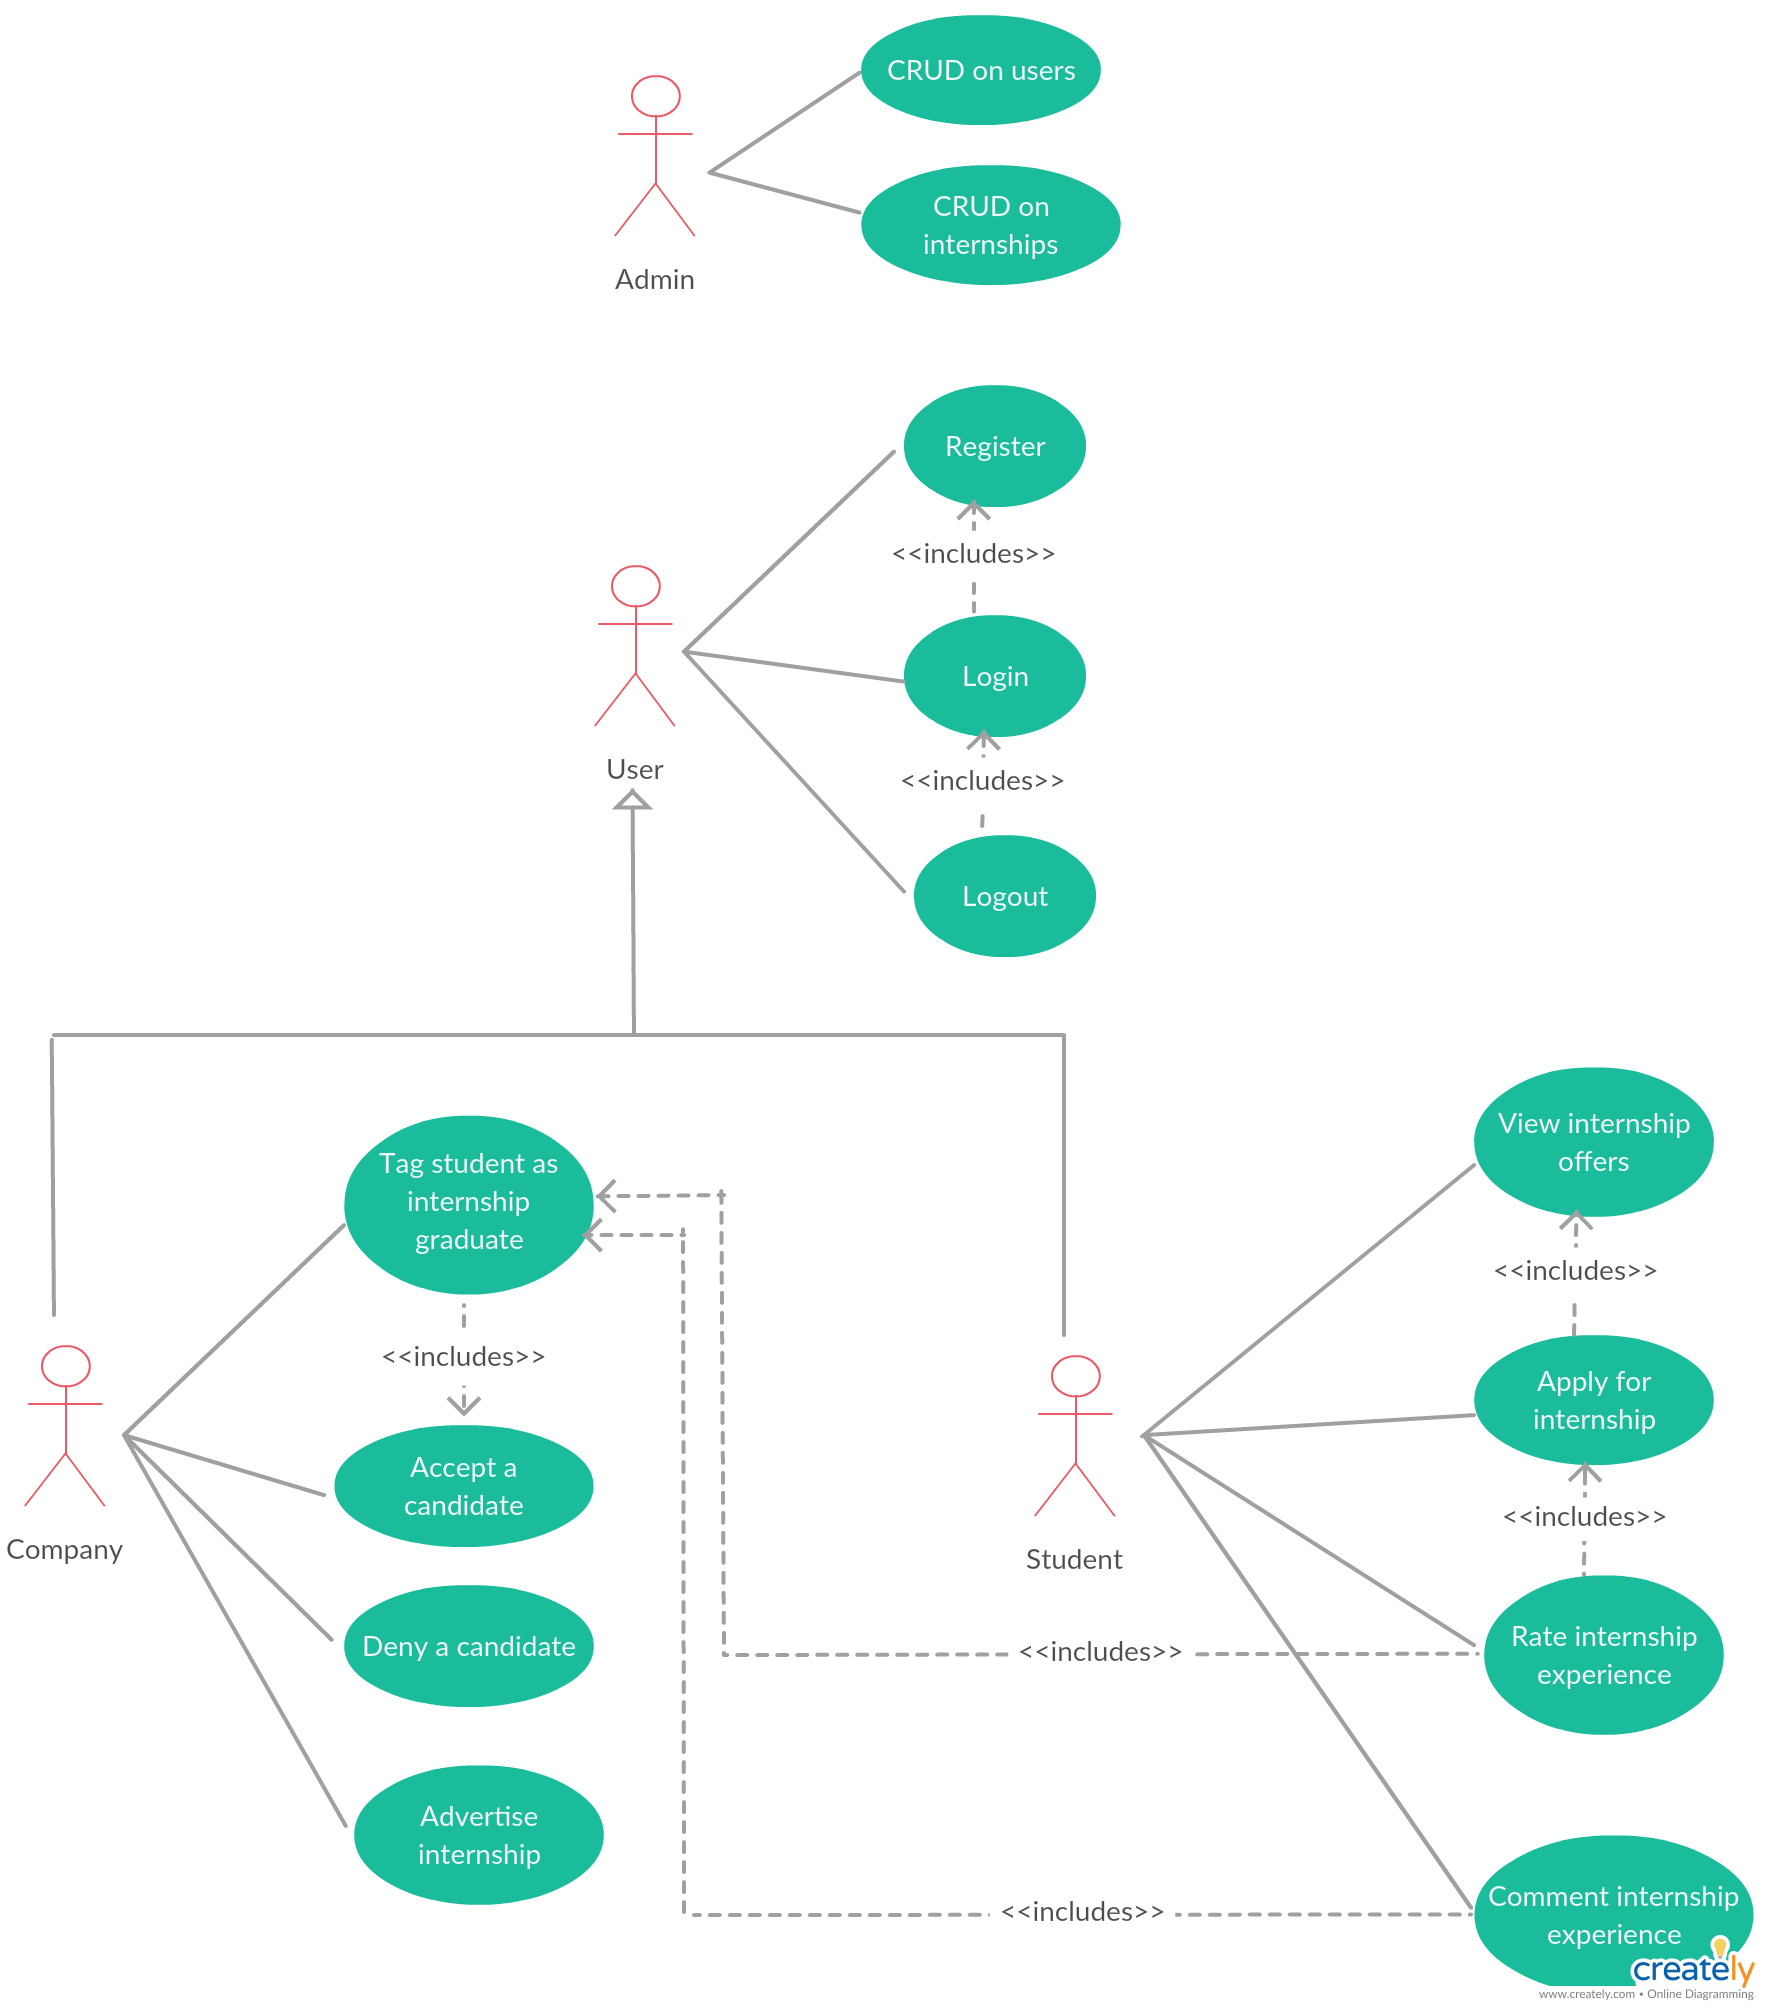 CRUD on users
CRUD on
internships
Admin
Register
<<includes>>
Login
User
<<includes>>
Logout
View internship
offers
Tag student as
internship
graduate
<<includes>>
<<includes>>
Apply for
internship
Accept a
candidate
<<includes>>
Company
Student
Deny a candidate
<<includes>>
Rate internship
experience
Advertise
internship
<<includes>>
Comment internship
experience
creately
www.creately.com • Online Diagramming